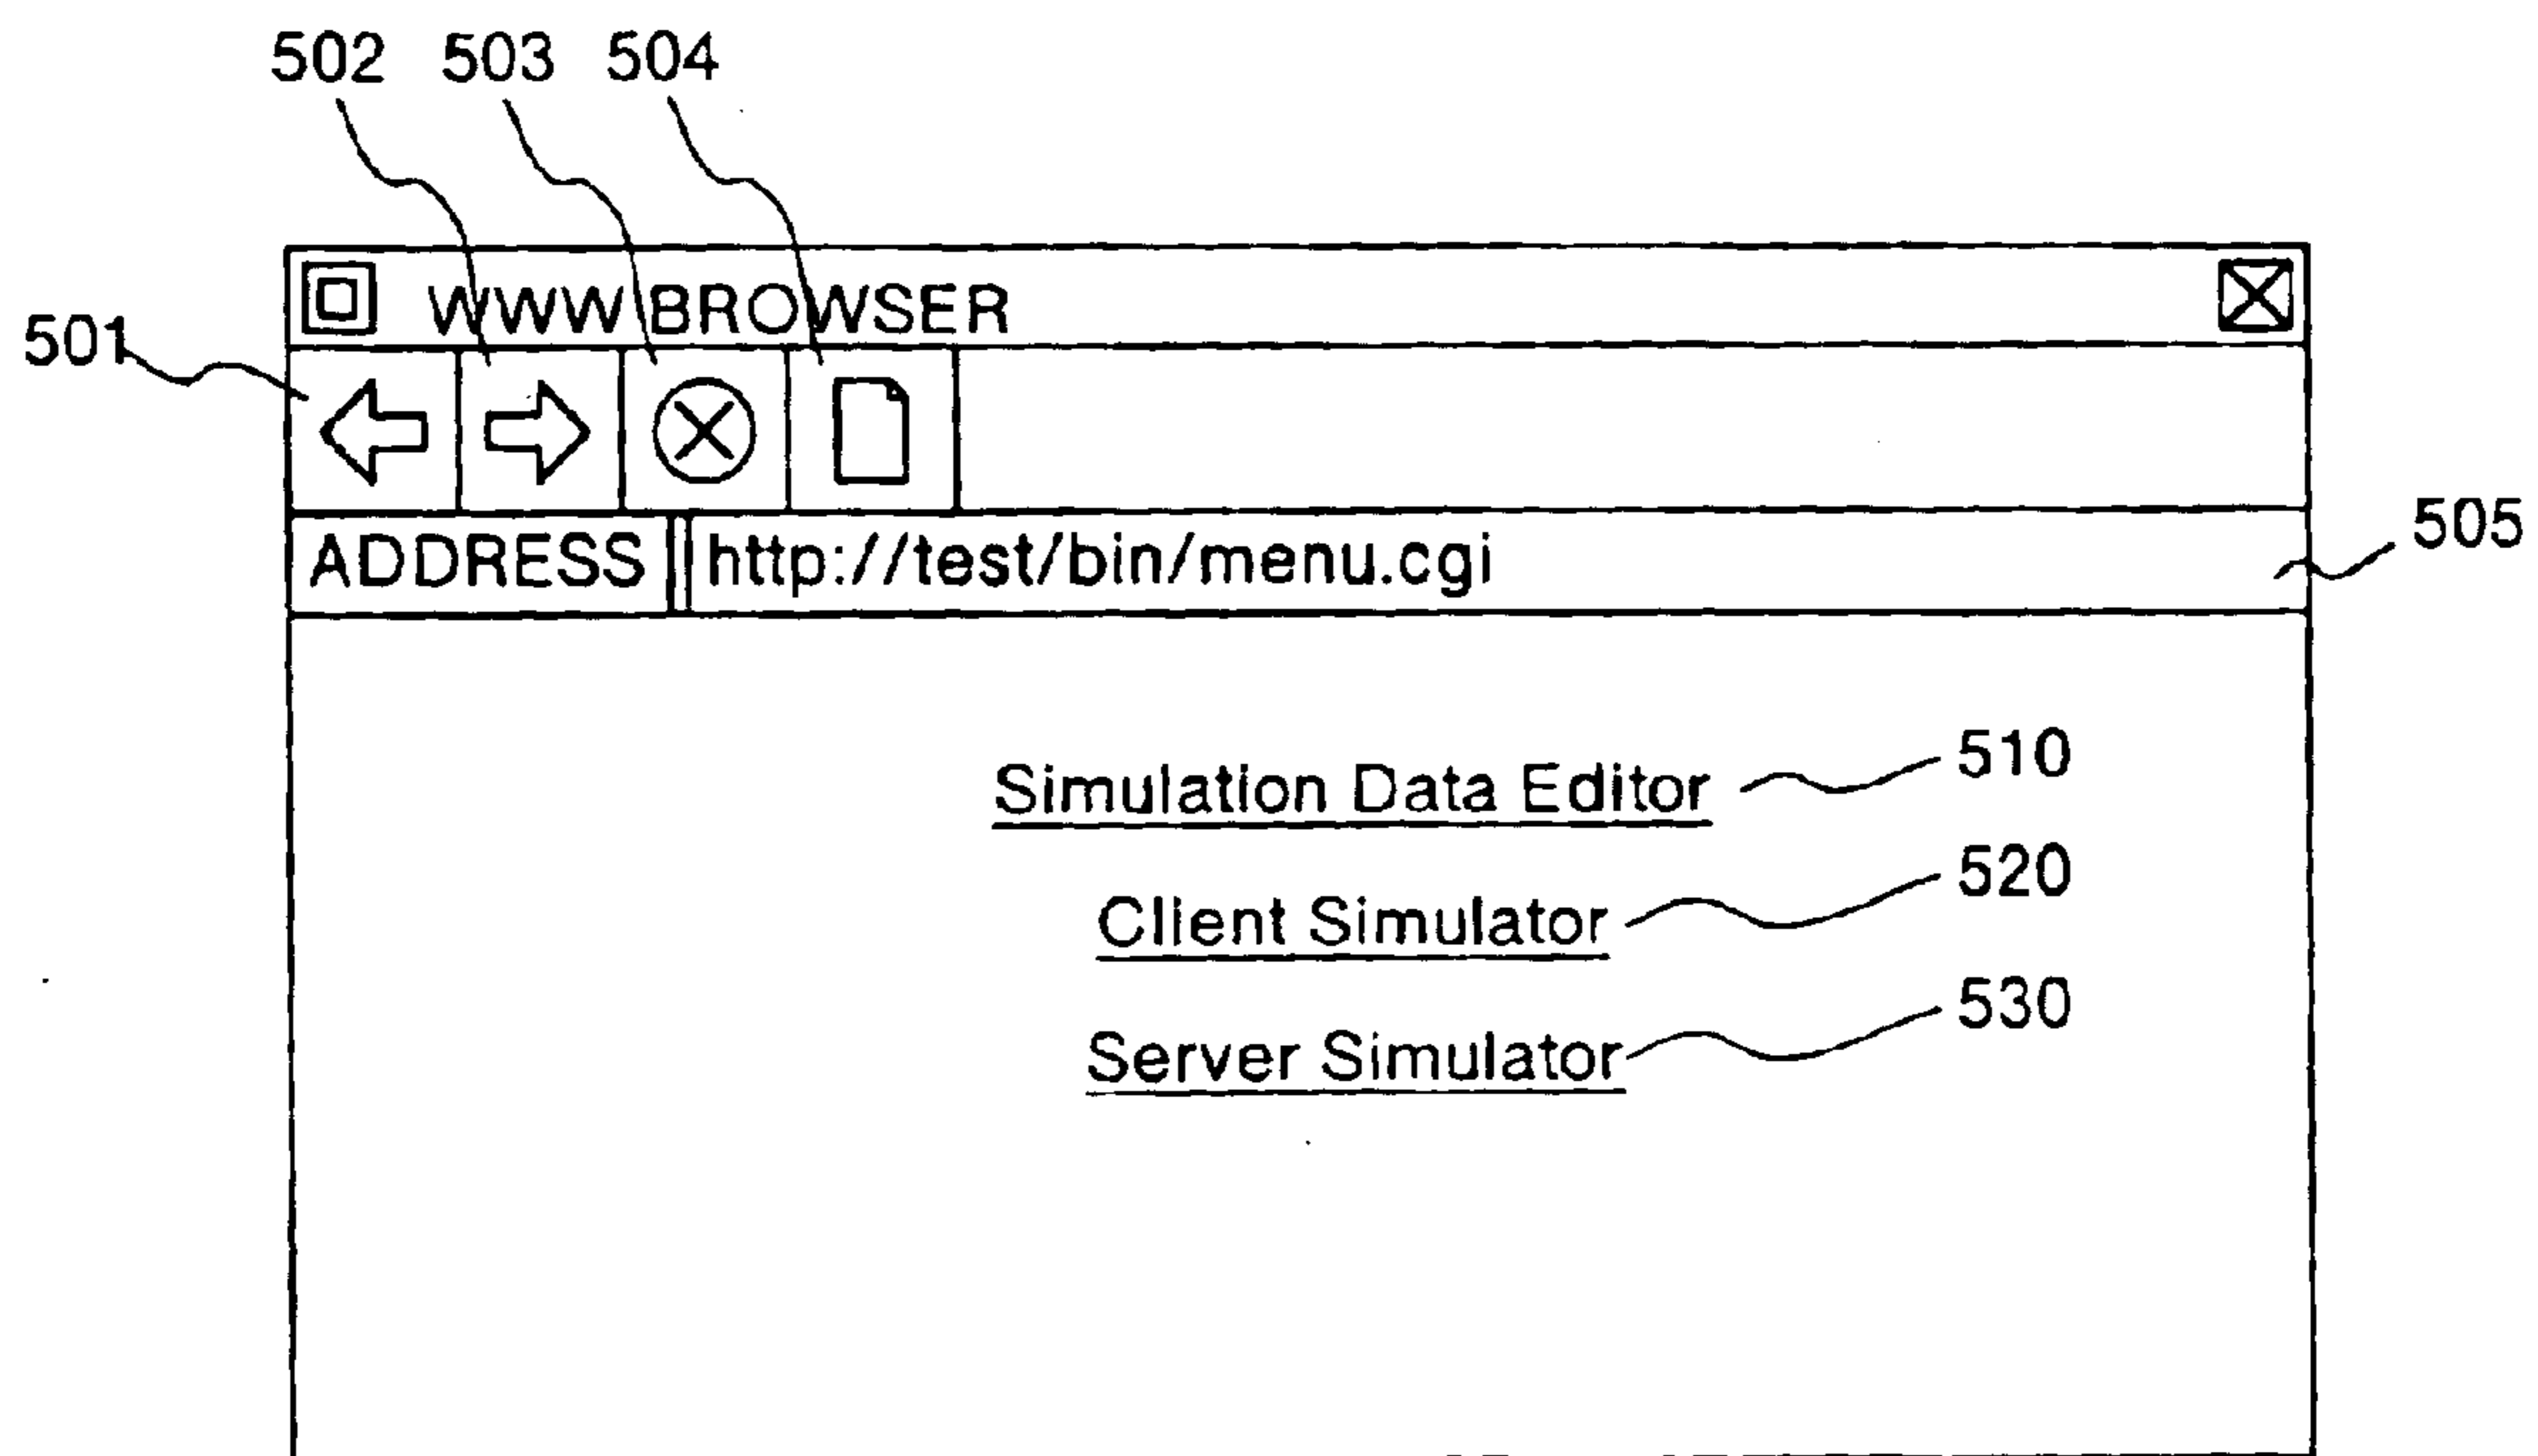 502 503 504
WWW BROWSER
501
ADDRESS http://test/bin/menu.cgi
505
Simulation Data Editor 510
Client Simulator 520
Server Simulator 530